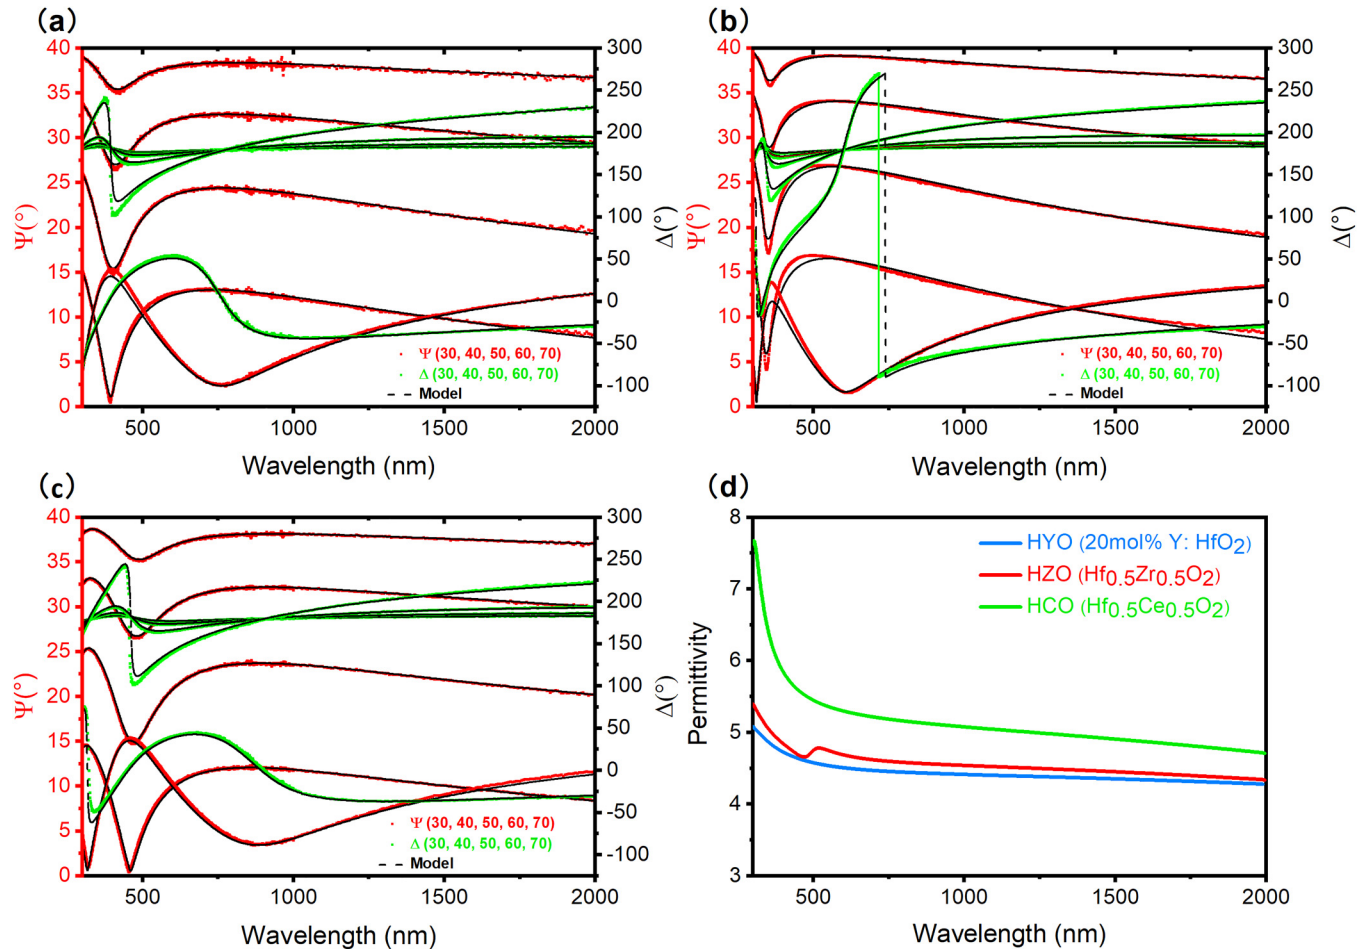 (a)
40
35
30
25
20
15
10
5
0
Ψ(°)
300
250
200
150
100
50
0
-50
-100
Δ(°)
Ψ (30, 40, 50, 60, 70)
Δ (30, 40, 50, 60, 70)
Model
500
1000
1500
2000
Wavelength (nm)
(b)
40
35
30
25
20
15
10
5
0
Ψ(°)
300
250
200
150
100
50
0
-50
-100
Δ(°)
Ψ (30, 40, 50, 60, 70)
Δ (30, 40, 50, 60, 70)
Model
500
1000
1500
2000
Wavelength (nm)
(c)
40
35
30
25
20
15
10
5
0
Ψ(°)
300
250
200
150
100
50
0
-50
-100
Δ(°)
Ψ (30, 40, 50, 60, 70)
Δ (30, 40, 50, 60, 70)
Model
500
1000
1500
2000
Wavelength (nm)
(d)
8
7
6
5
4
3
Permittivity
HYO (20mol% Y: HfO2)
HZO (Hf0.5Zr0.5O2)
HCO (Hf0.5Ce0.5O2)
500
1000
1500
2000
Wavelength (nm)